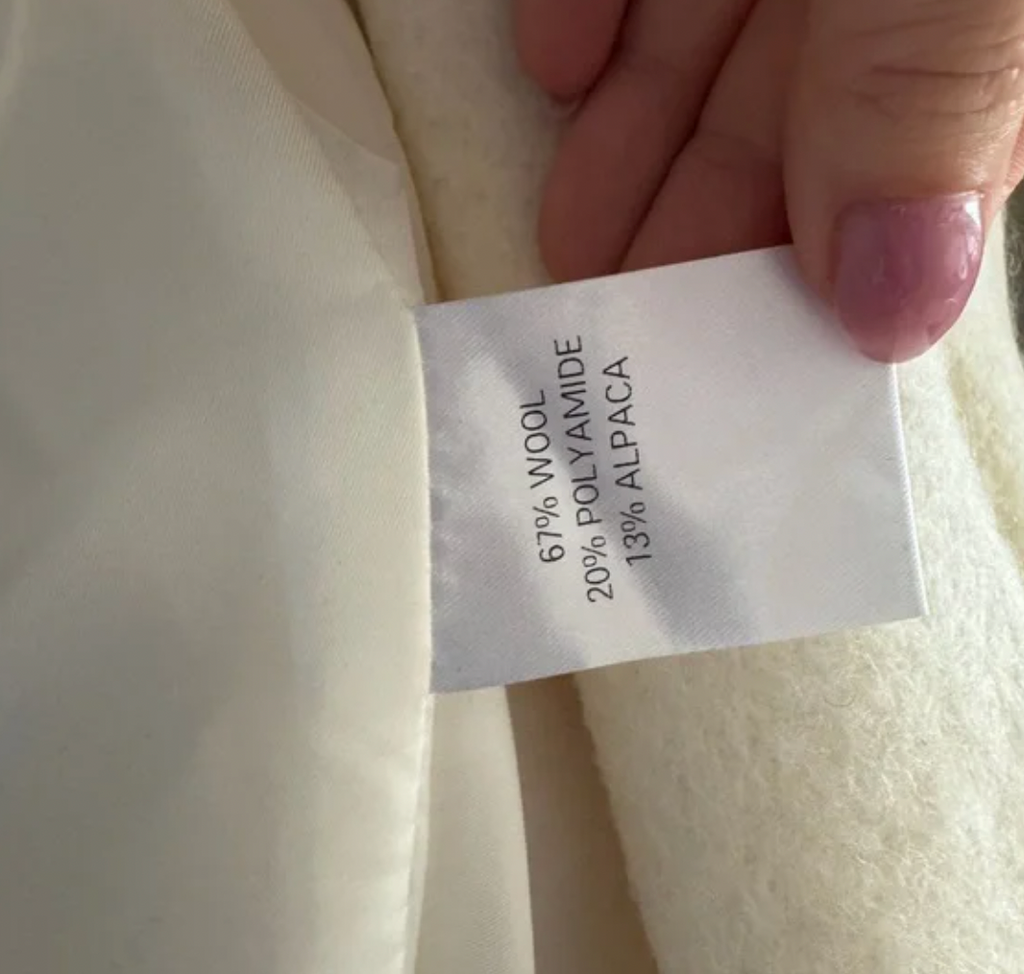 67% WOOL
20% POLYAMIDE
13% ALPACA